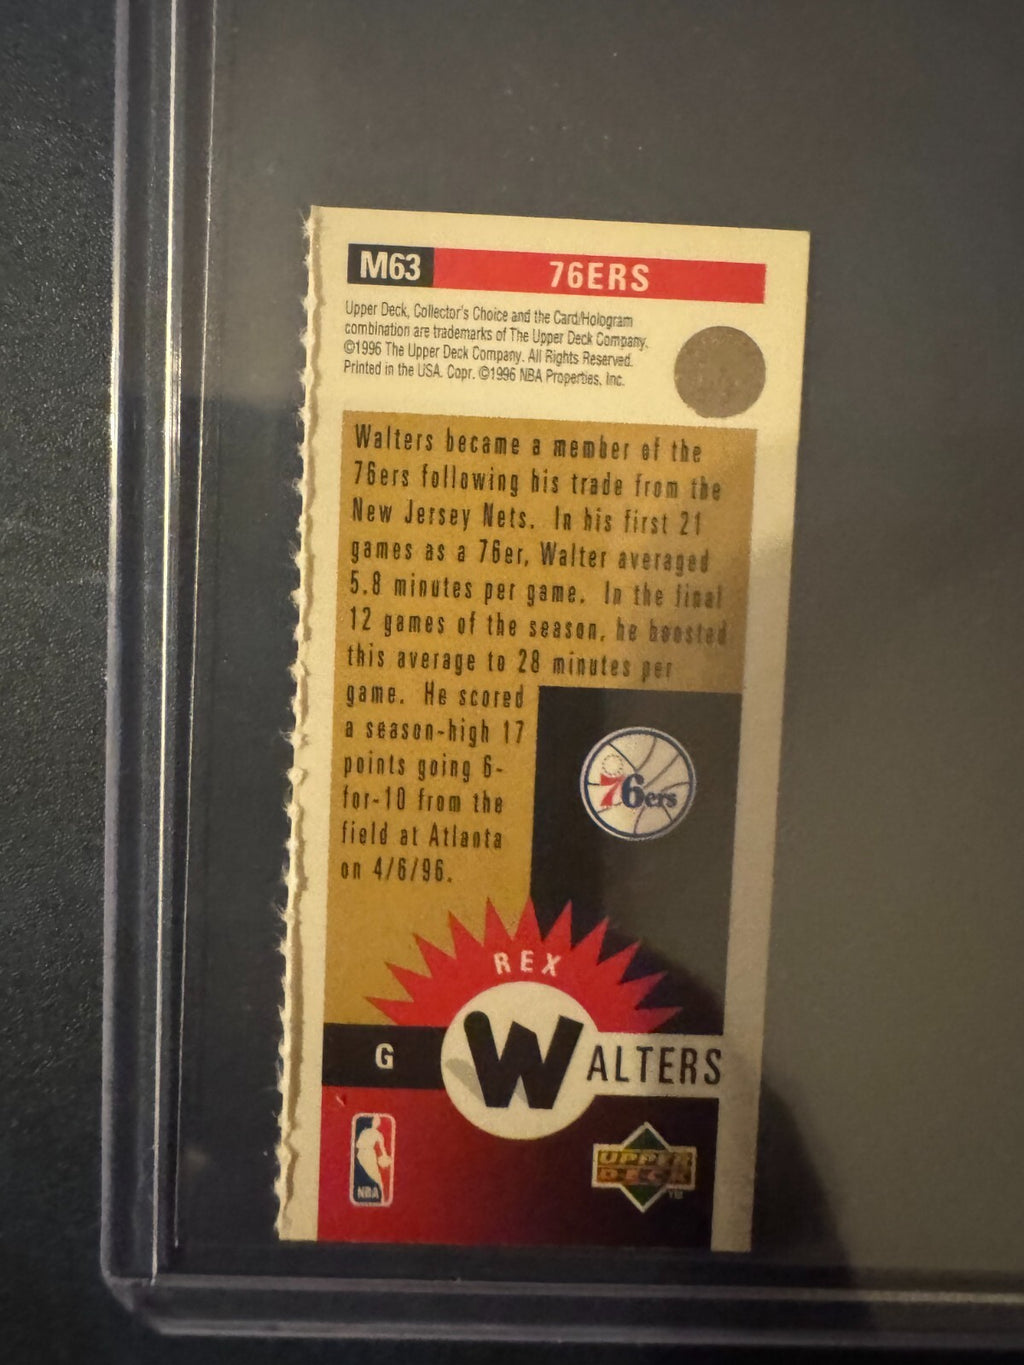 M63 76ERS
Upper Deck, Collector's Choice and the Card/Hologram
combination are trademarks of The Upper Deck Company.
©1996 The Upper Deck Company. All Rights Reserved.
Printed in the USA. Copr. ©1996 NBA Properties, Inc.
Walters became a member of the
76ers following his trade from the
New Jersey Nets. In his first 21
games as a 76er, Walter averaged
5.8 minutes per game. In the final
12 games of the season, he boosted
this average to 28 minutes per
game. He scored
a season-high 17
points going 6-
for-10 from the
field at Atlanta
on 4/6/96.
76ers
REX
G WALTERS
NBA
UPPER
DECK TM